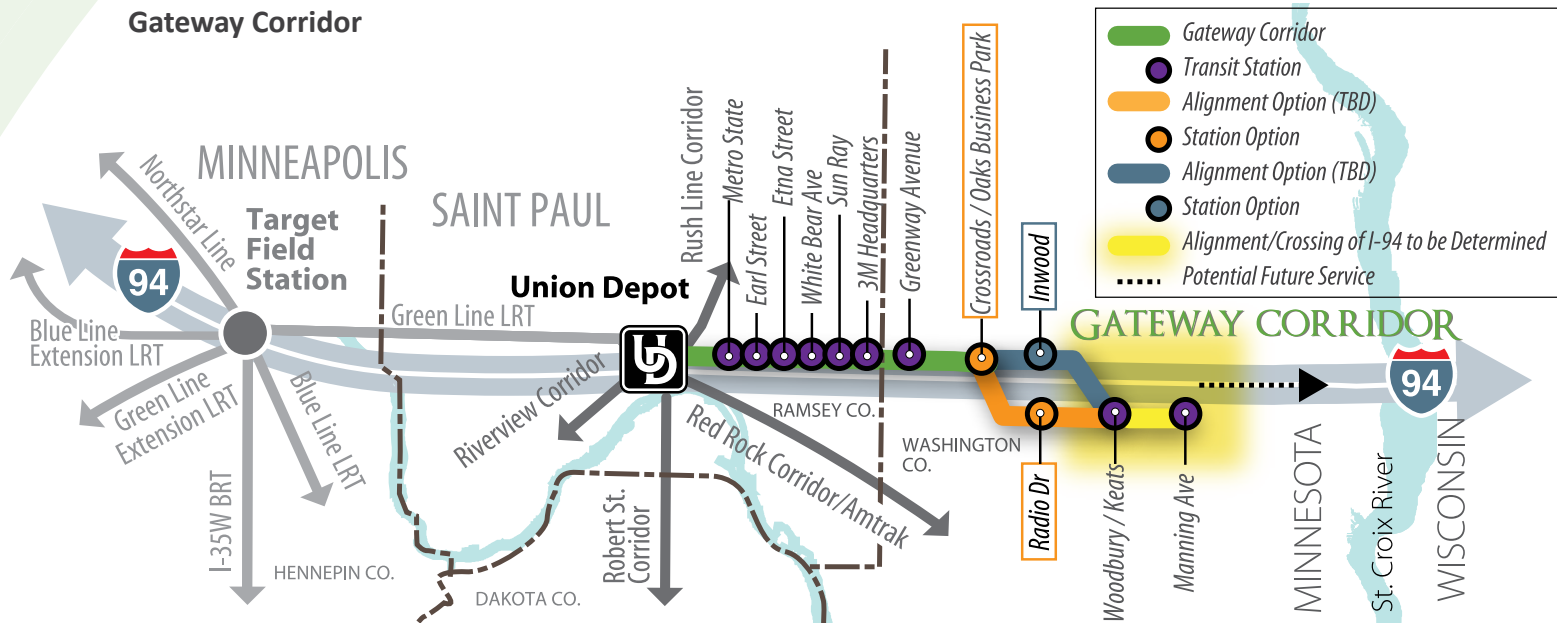 Gateway Corridor
Gateway Corridor
Transit Station
Alignment Option (TBD)
Station Option
Alignment Option (TBD)
Station Option
Alignment/Crossing of I-94 to be Determined
Potential Future Service
MINNEAPOLIS
SAINT PAUL
Northstar Line
Target
Field
Station
94
Union Depot
UD
Green Line LRT
Blue Line
Extension LRT
Green Line
Extension LRT
Blue Line LRT
I-35W BRT
HENNEPIN CO.
DAKOTA CO.
Riverview Corridor
Robert St.
Corridor
Red Rock Corridor/Amtrak
RAMSEY CO.
WASHINGTON
CO.
Rush Line Corridor
Metro State
Earl Street
Etna Street
White Bear Ave
Sun Ray
3M Headquarters
Greenway Avenue
Crossroads / Oaks Business Park
Inwood
GATEWAY CORRIDOR
Radio Dr
Woodbury / Keats
Manning Ave
94
MINNESOTA
St. Croix River
WISCONSIN